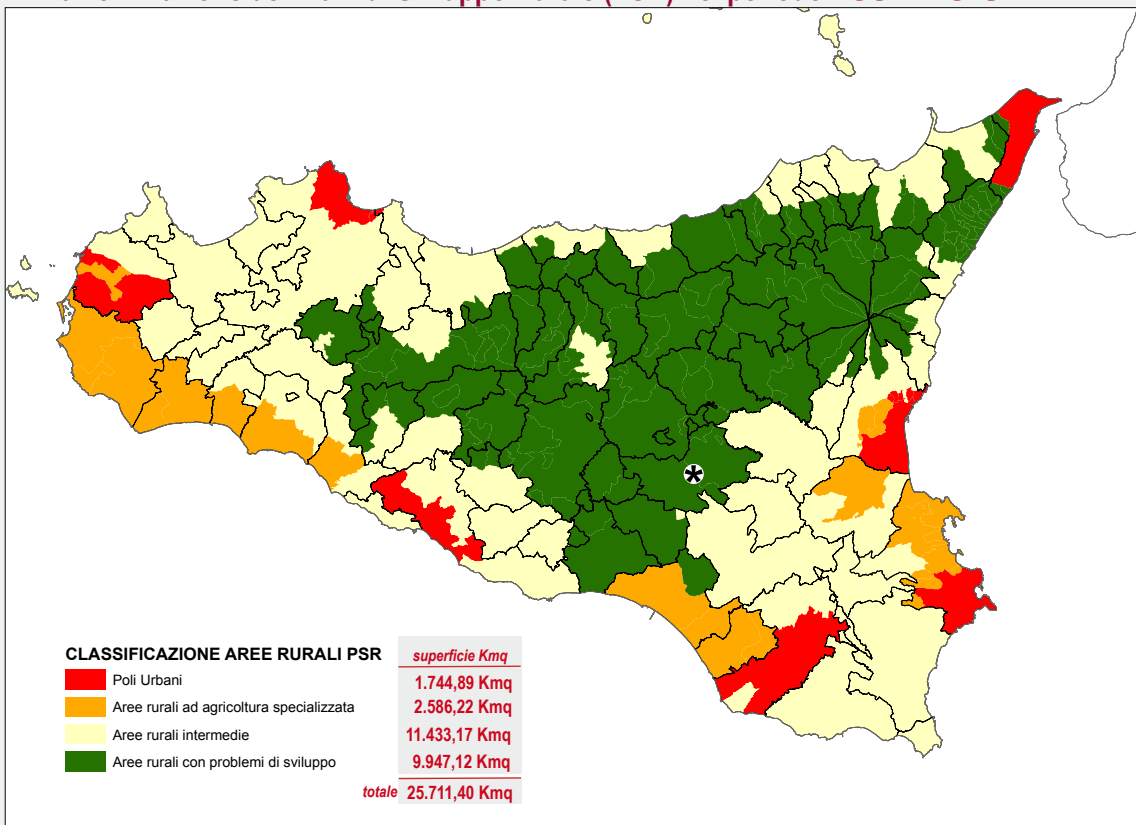 CLASSIFICAZIONE AREE RURALI PSR
superficie Kmq
Poli Urbani 1.744,89 Kmq
Aree rurali ad agricoltura specializzata 2.586,22 Kmq
Aree rurali intermedie 11.433,17 Kmq
Aree rurali con problemi di sviluppo 9.947,12 Kmq
totale 25.711,40 Kmq